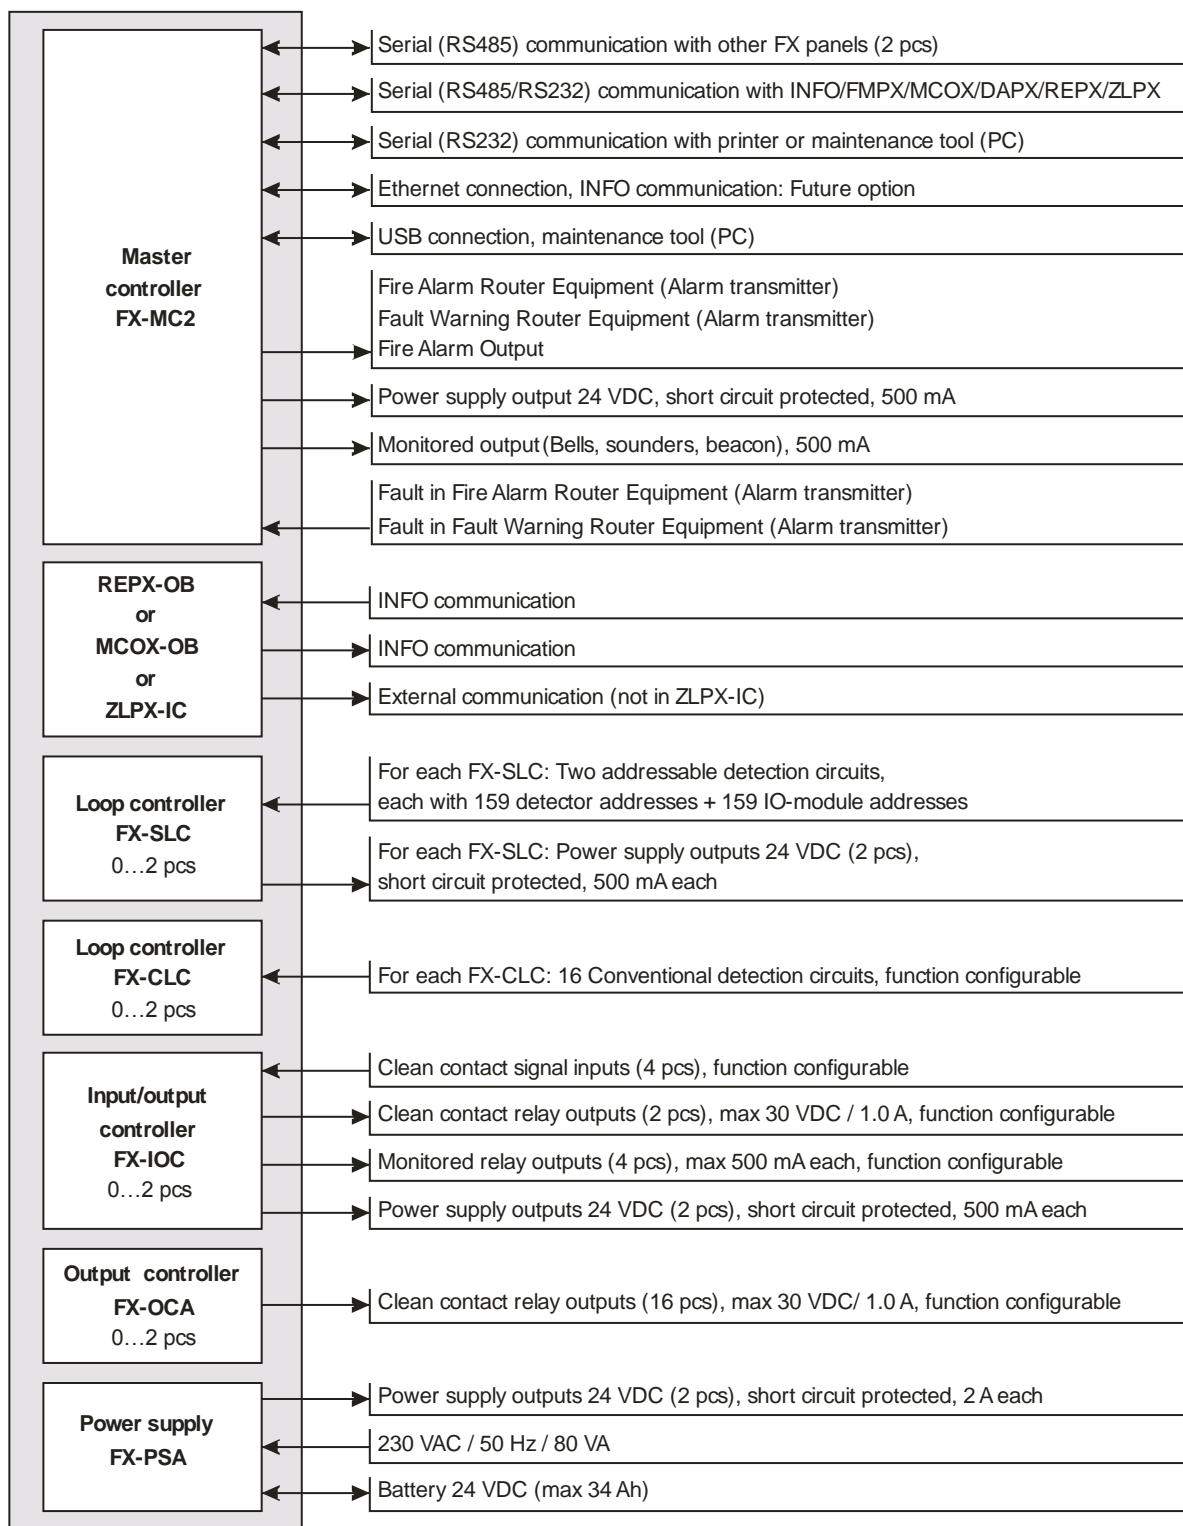 Master
controller
FX-MC2
Serial (RS485) communication with other FX panels (2 pcs)
Serial (RS485/RS232) communication with INFO/FMPX/MCOX/DAPX/REPX/ZLPX
Serial (RS232) communication with printer or maintenance tool (PC)
Ethernet connection, INFO communication: Future option
USB connection, maintenance tool (PC)
Fire Alarm Router Equipment (Alarm transmitter)
Fault Warning Router Equipment (Alarm transmitter)
Fire Alarm Output
Power supply output 24 VDC, short circuit protected, 500 mA
Monitored output (Bells, sounders, beacon), 500 mA
Fault in Fire Alarm Router Equipment (Alarm transmitter)
Fault in Fault Warning Router Equipment (Alarm transmitter)
REPX-OB
or
MCOX-OB
or
ZLPX-IC
INFO communication
INFO communication
External communication (not in ZLPX-IC)
Loop controller
FX-SLC
0…2 pcs
For each FX-SLC: Two addressable detection circuits,
each with 159 detector addresses + 159 IO-module addresses
For each FX-SLC: Power supply outputs 24 VDC (2 pcs),
short circuit protected, 500 mA each
Loop controller
FX-CLC
0…2 pcs
For each FX-CLC: 16 Conventional detection circuits, function configurable
Input/output
controller
FX-IOC
0…2 pcs
Clean contact signal inputs (4 pcs), function configurable
Clean contact relay outputs (2 pcs), max 30 VDC / 1.0 A, function configurable
Monitored relay outputs (4 pcs), max 500 mA each, function configurable
Power supply outputs 24 VDC (2 pcs), short circuit protected, 500 mA each
Output controller
FX-OCA
0…2 pcs
Clean contact relay outputs (16 pcs), max 30 VDC/ 1.0 A, function configurable
Power supply
FX-PSA
Power supply outputs 24 VDC (2 pcs), short circuit protected, 2 A each
230 VAC / 50 Hz / 80 VA
Battery 24 VDC (max 34 Ah)